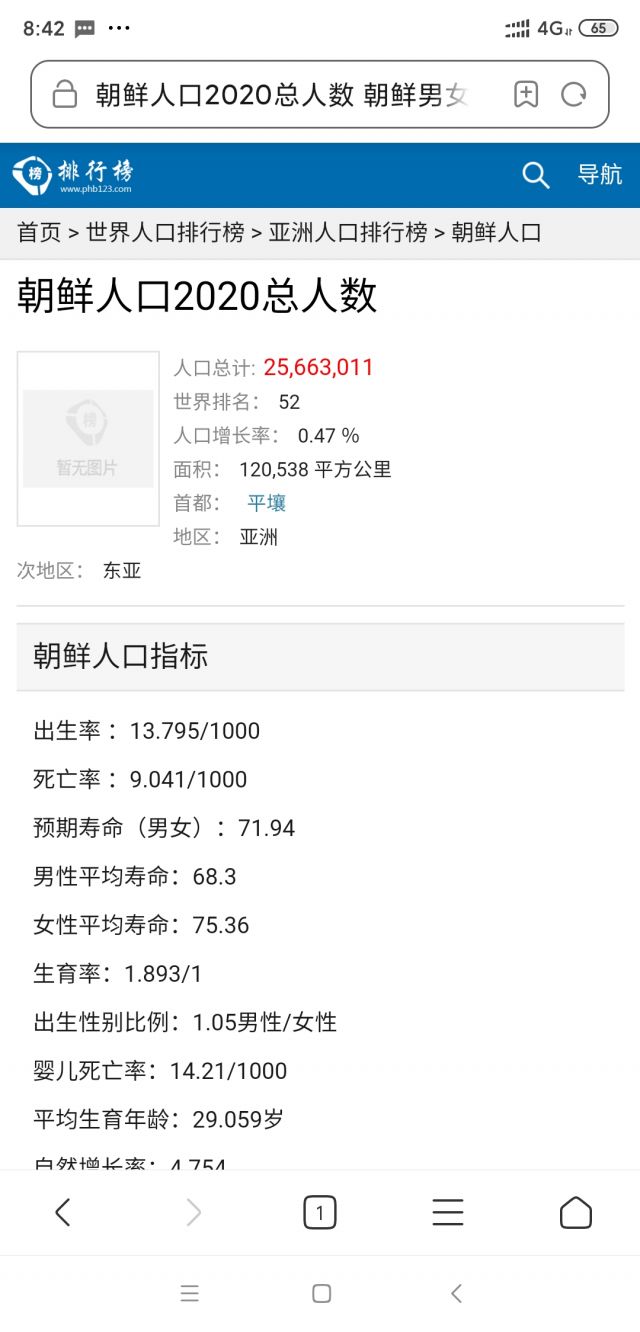 8:42
4G
65
朝鲜人口2020总人数 朝鲜男女
榜
排行榜
www.phb123.com
导航
首页 > 世界人口排行榜 > 亚洲人口排行榜 > 朝鲜人口
朝鲜人口2020总人数
榜
暂无图片
人口总计: 25,663,011
世界排名: 52
人口增长率: 0.47 %
面积: 120,538 平方公里
首都: 平壤
地区: 亚洲
次地区: 东亚
朝鲜人口指标
出生率 : 13.795/1000
死亡率 : 9.041/1000
预期寿命（男女）: 71.94
男性平均寿命: 68.3
女性平均寿命: 75.36
生育率: 1.893/1
出生性别比例: 1.05男性/女性
婴儿死亡率: 14.21/1000
平均生育年龄: 29.059岁
自然增长率: 4.754
1